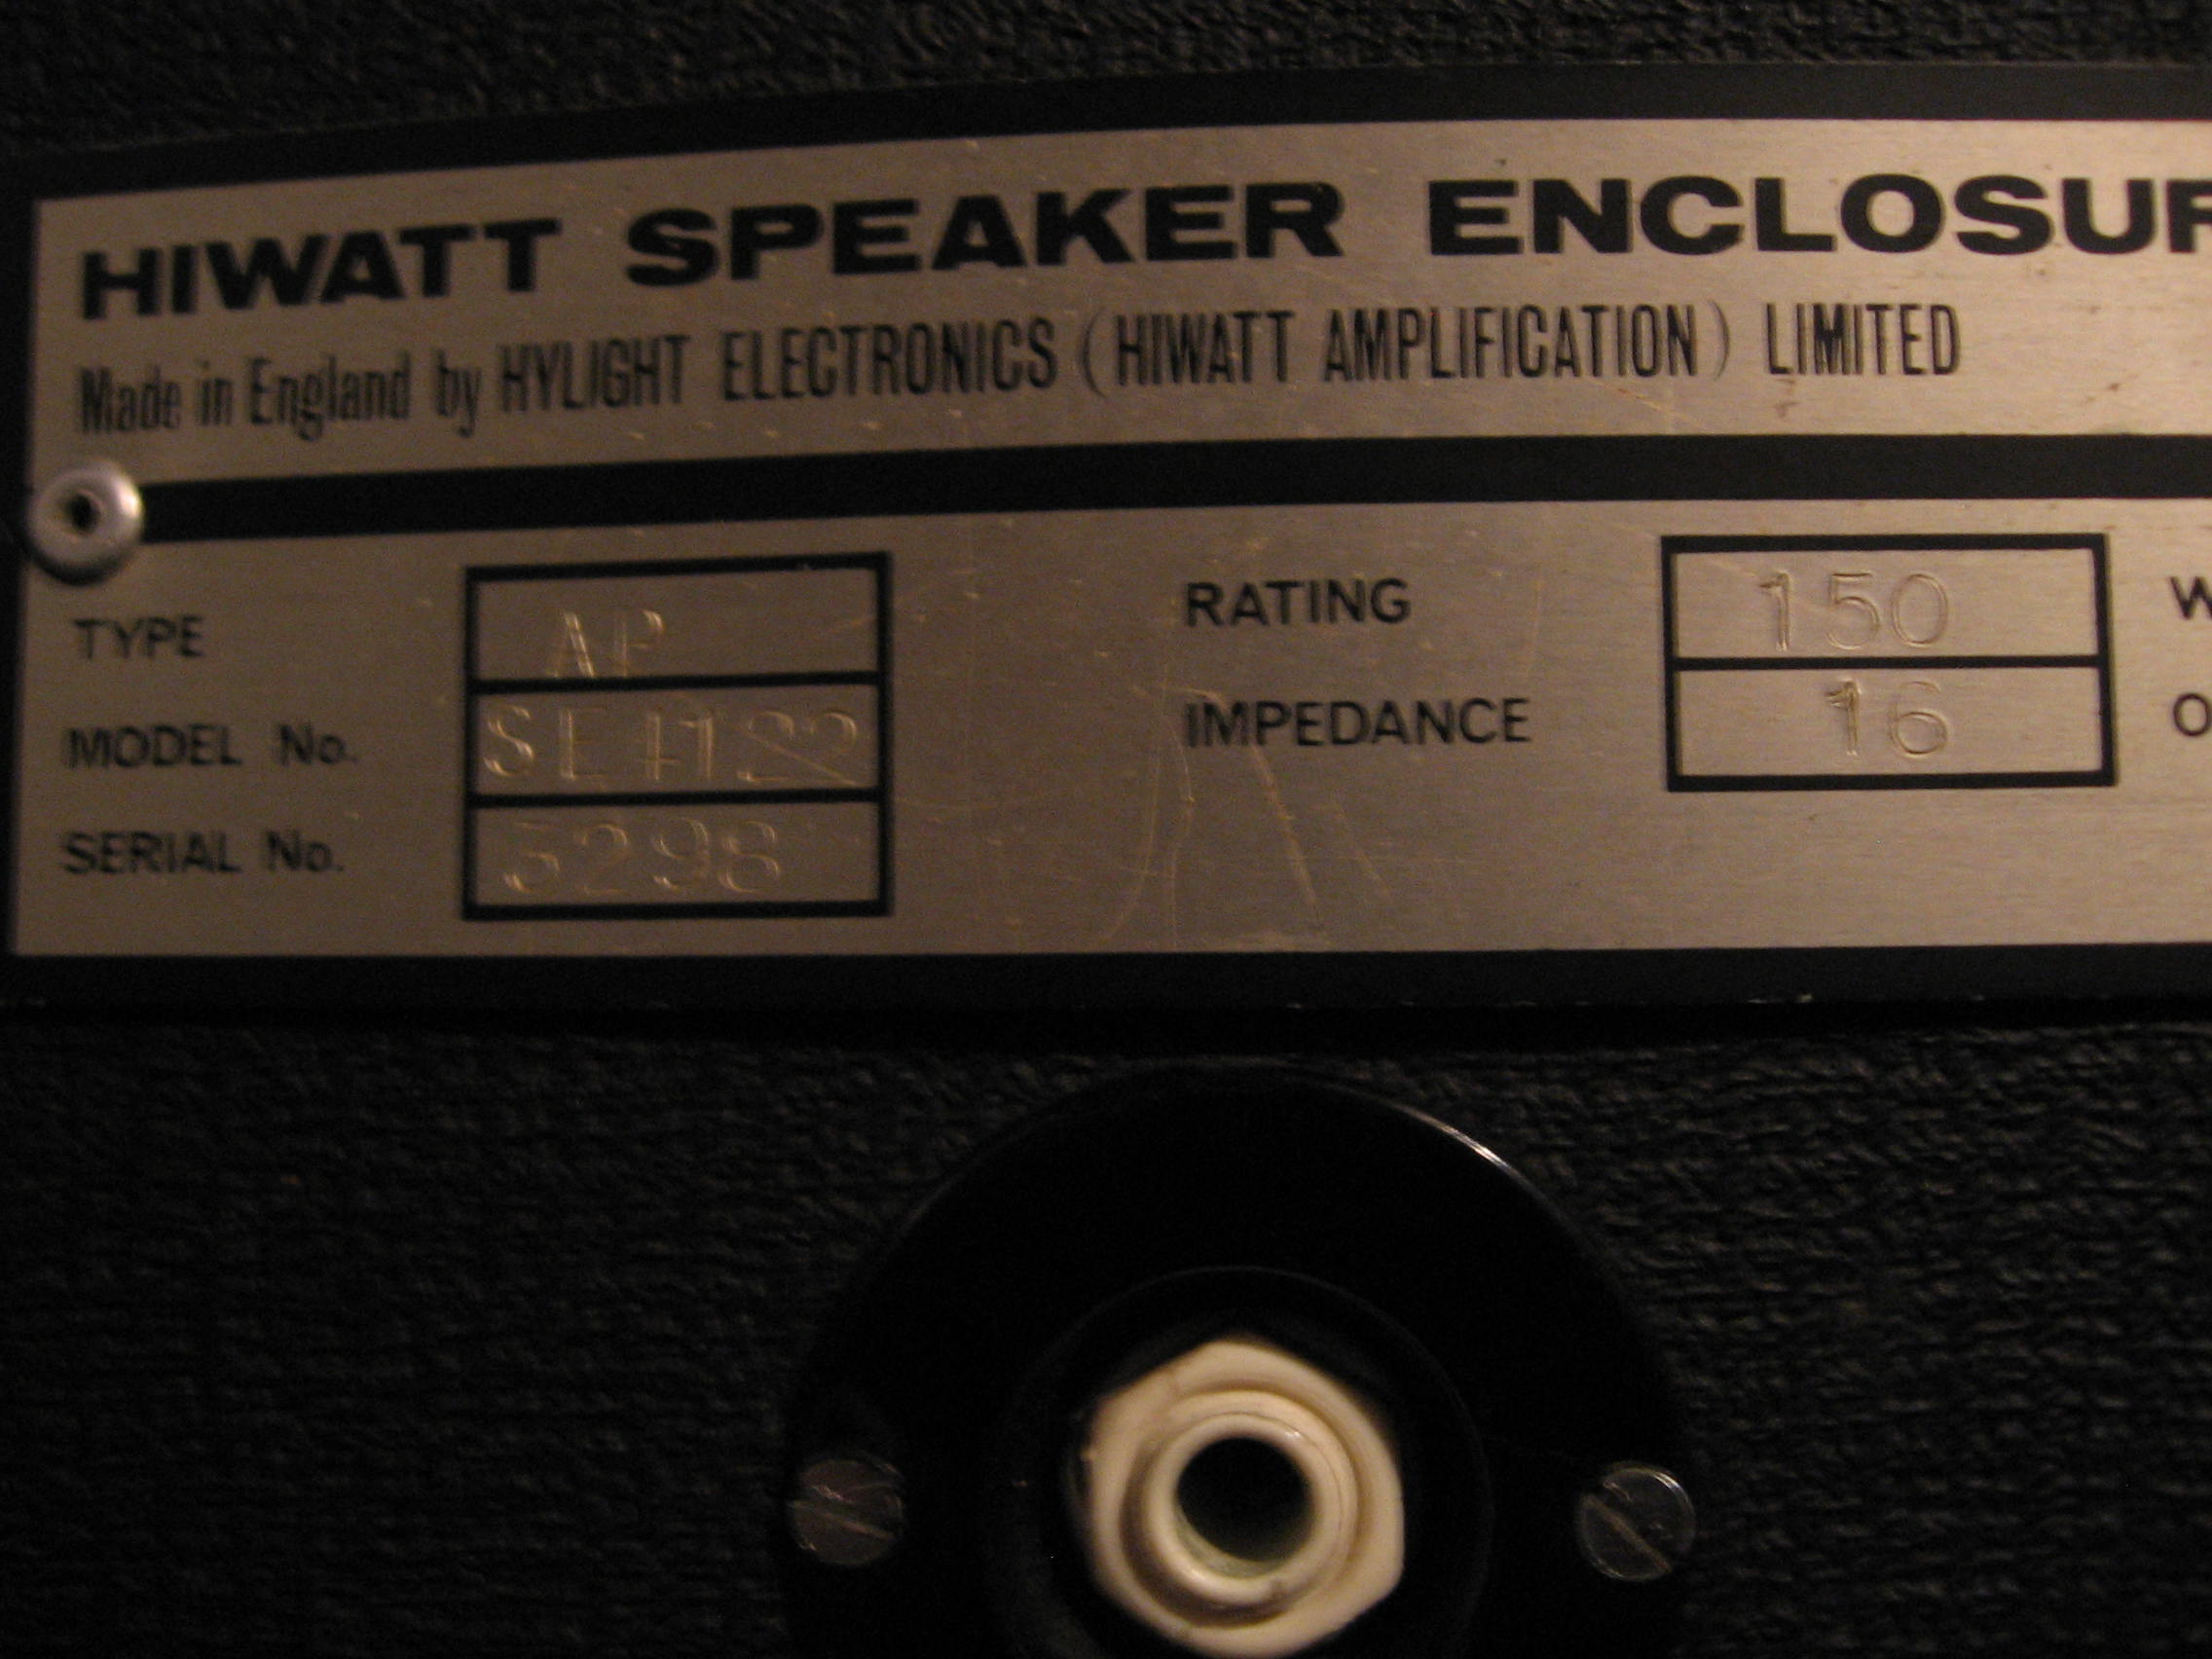 HIWATT SPEAKER ENCLOSUR
Made in England by HYLIGHT ELECTRONICS (HIWATT AMPLIFICATION) LIMITED
TYPE AP
MODEL No. SE4122
SERIAL No. 5298
RATING 150 W
IMPEDANCE 16 O